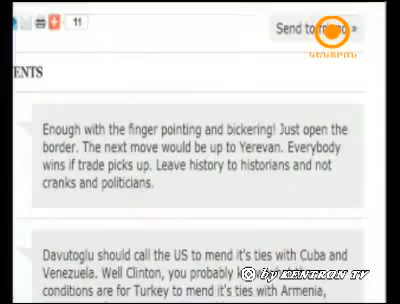 11
Send to
ԿԵՆՏՐՈՆ
ENTS
Enough with the finger pointing and bickering! Just open the
border. The next move would be up to Yerevan. Everybody
wins if trade picks up. Leave history to historians and not
cranks and politicians.
Davutoglu should call the US to mend it's ties with Cuba and
Venezuela. Well Clinton, you probably
conditions are for Turkey to mend it's ties with Armenia,
© by KENTRON TV